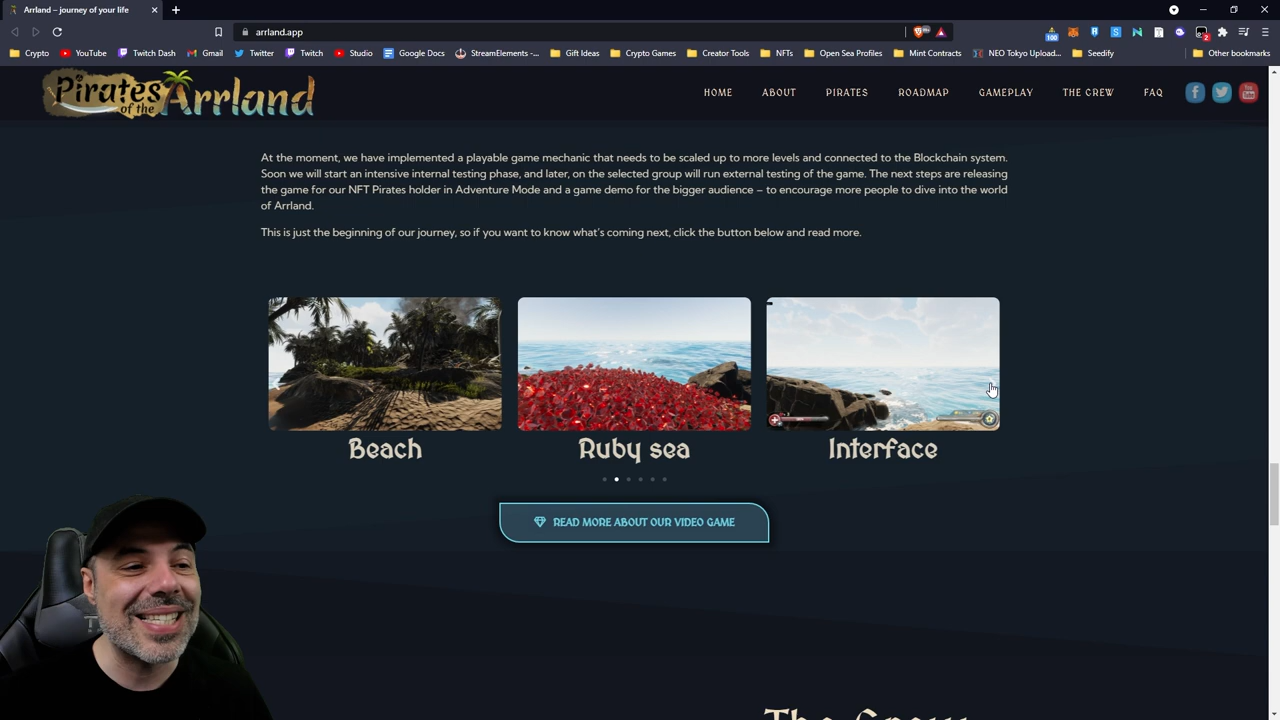 Arrland – journey of your life
arrland.app
Crypto YouTube Twitch Dash Gmail Twitter Twitch Studio Google Docs StreamElements -... Gift Ideas Crypto Games Creator Tools NFTs Open Sea Profiles Mint Contracts NEO Tokyo Upload... Seedify Other bookmarks
Pirates of the Arrland
HOME ABOUT PIRATES ROADMAP GAMEPLAY THE CREW FAQ
At the moment, we have implemented a playable game mechanic that needs to be scaled up to more levels and connected to the Blockchain system.
Soon we will start an intensive internal testing phase, and later, on the selected group will run external testing of the game. The next steps are releasing
the game for our NFT Pirates holder in Adventure Mode and a game demo for the bigger audience – to encourage more people to dive into the world
of Arrland.
This is just the beginning of our journey, so if you want to know what's coming next, click the button below and read more.
Beach Ruby sea Interface
READ MORE ABOUT OUR VIDEO GAME
The Crew